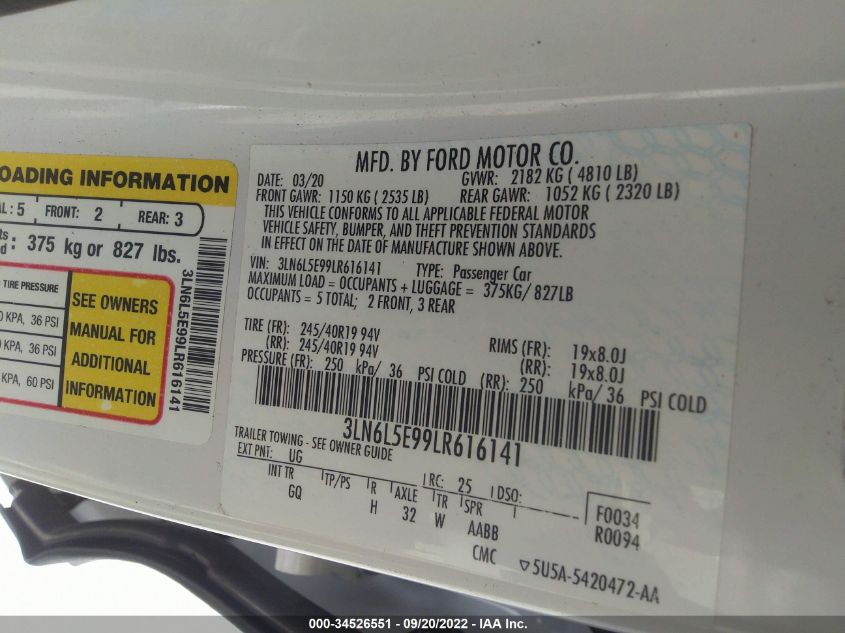 OADING INFORMATION
AL : 5 FRONT: 2 REAR: 3
ts
d : 375 kg or 827 lbs.
TIRE PRESSURE
0 KPA, 36 PSI
KPA, 36 PSI
KPA, 60 PSI
SEE OWNERS
MANUAL FOR
ADDITIONAL
INFORMATION
3LN6L5E99LR616141
MFD. BY FORD MOTOR CO.
DATE: 03/20 GVWR: 2182 KG ( 4810 LB)
FRONT GAWR: 1150 KG ( 2535 LB) REAR GAWR: 1052 KG ( 2320 LB)
THIS VEHICLE CONFORMS TO ALL APPLICABLE FEDERAL MOTOR
VEHICLE SAFETY, BUMPER, AND THEFT PREVENTION STANDARDS
IN EFFECT ON THE DATE OF MANUFACTURE SHOWN ABOVE.
VIN: 3LN6L5E99LR616141 TYPE: Passenger Car
MAXIMUM LOAD = OCCUPANTS + LUGGAGE = 375KG/ 827LB
OCCUPANTS = 5 TOTAL; 2 FRONT, 3 REAR
TIRE (FR): 245/40R19 94V RIMS (FR): 19x8.0J
(RR): 245/40R19 94V (RR): 19x8.0J
PRESSURE (FR): 250 kPa/ 36 PSI COLD (RR): 250 kPa/ 36 PSI COLD
3LN6L5E99LR616141
TRAILER TOWING - SEE OWNER GUIDE
EXT PNT: UG RC: 25 DSO:
INT TR TP/PS R AXLE TR SPR
GQ H 32 W AABB
CMC
F0034
R0094
5U5A-5420472-AA
000-34526551 - 09/20/2022 - IAA Inc.